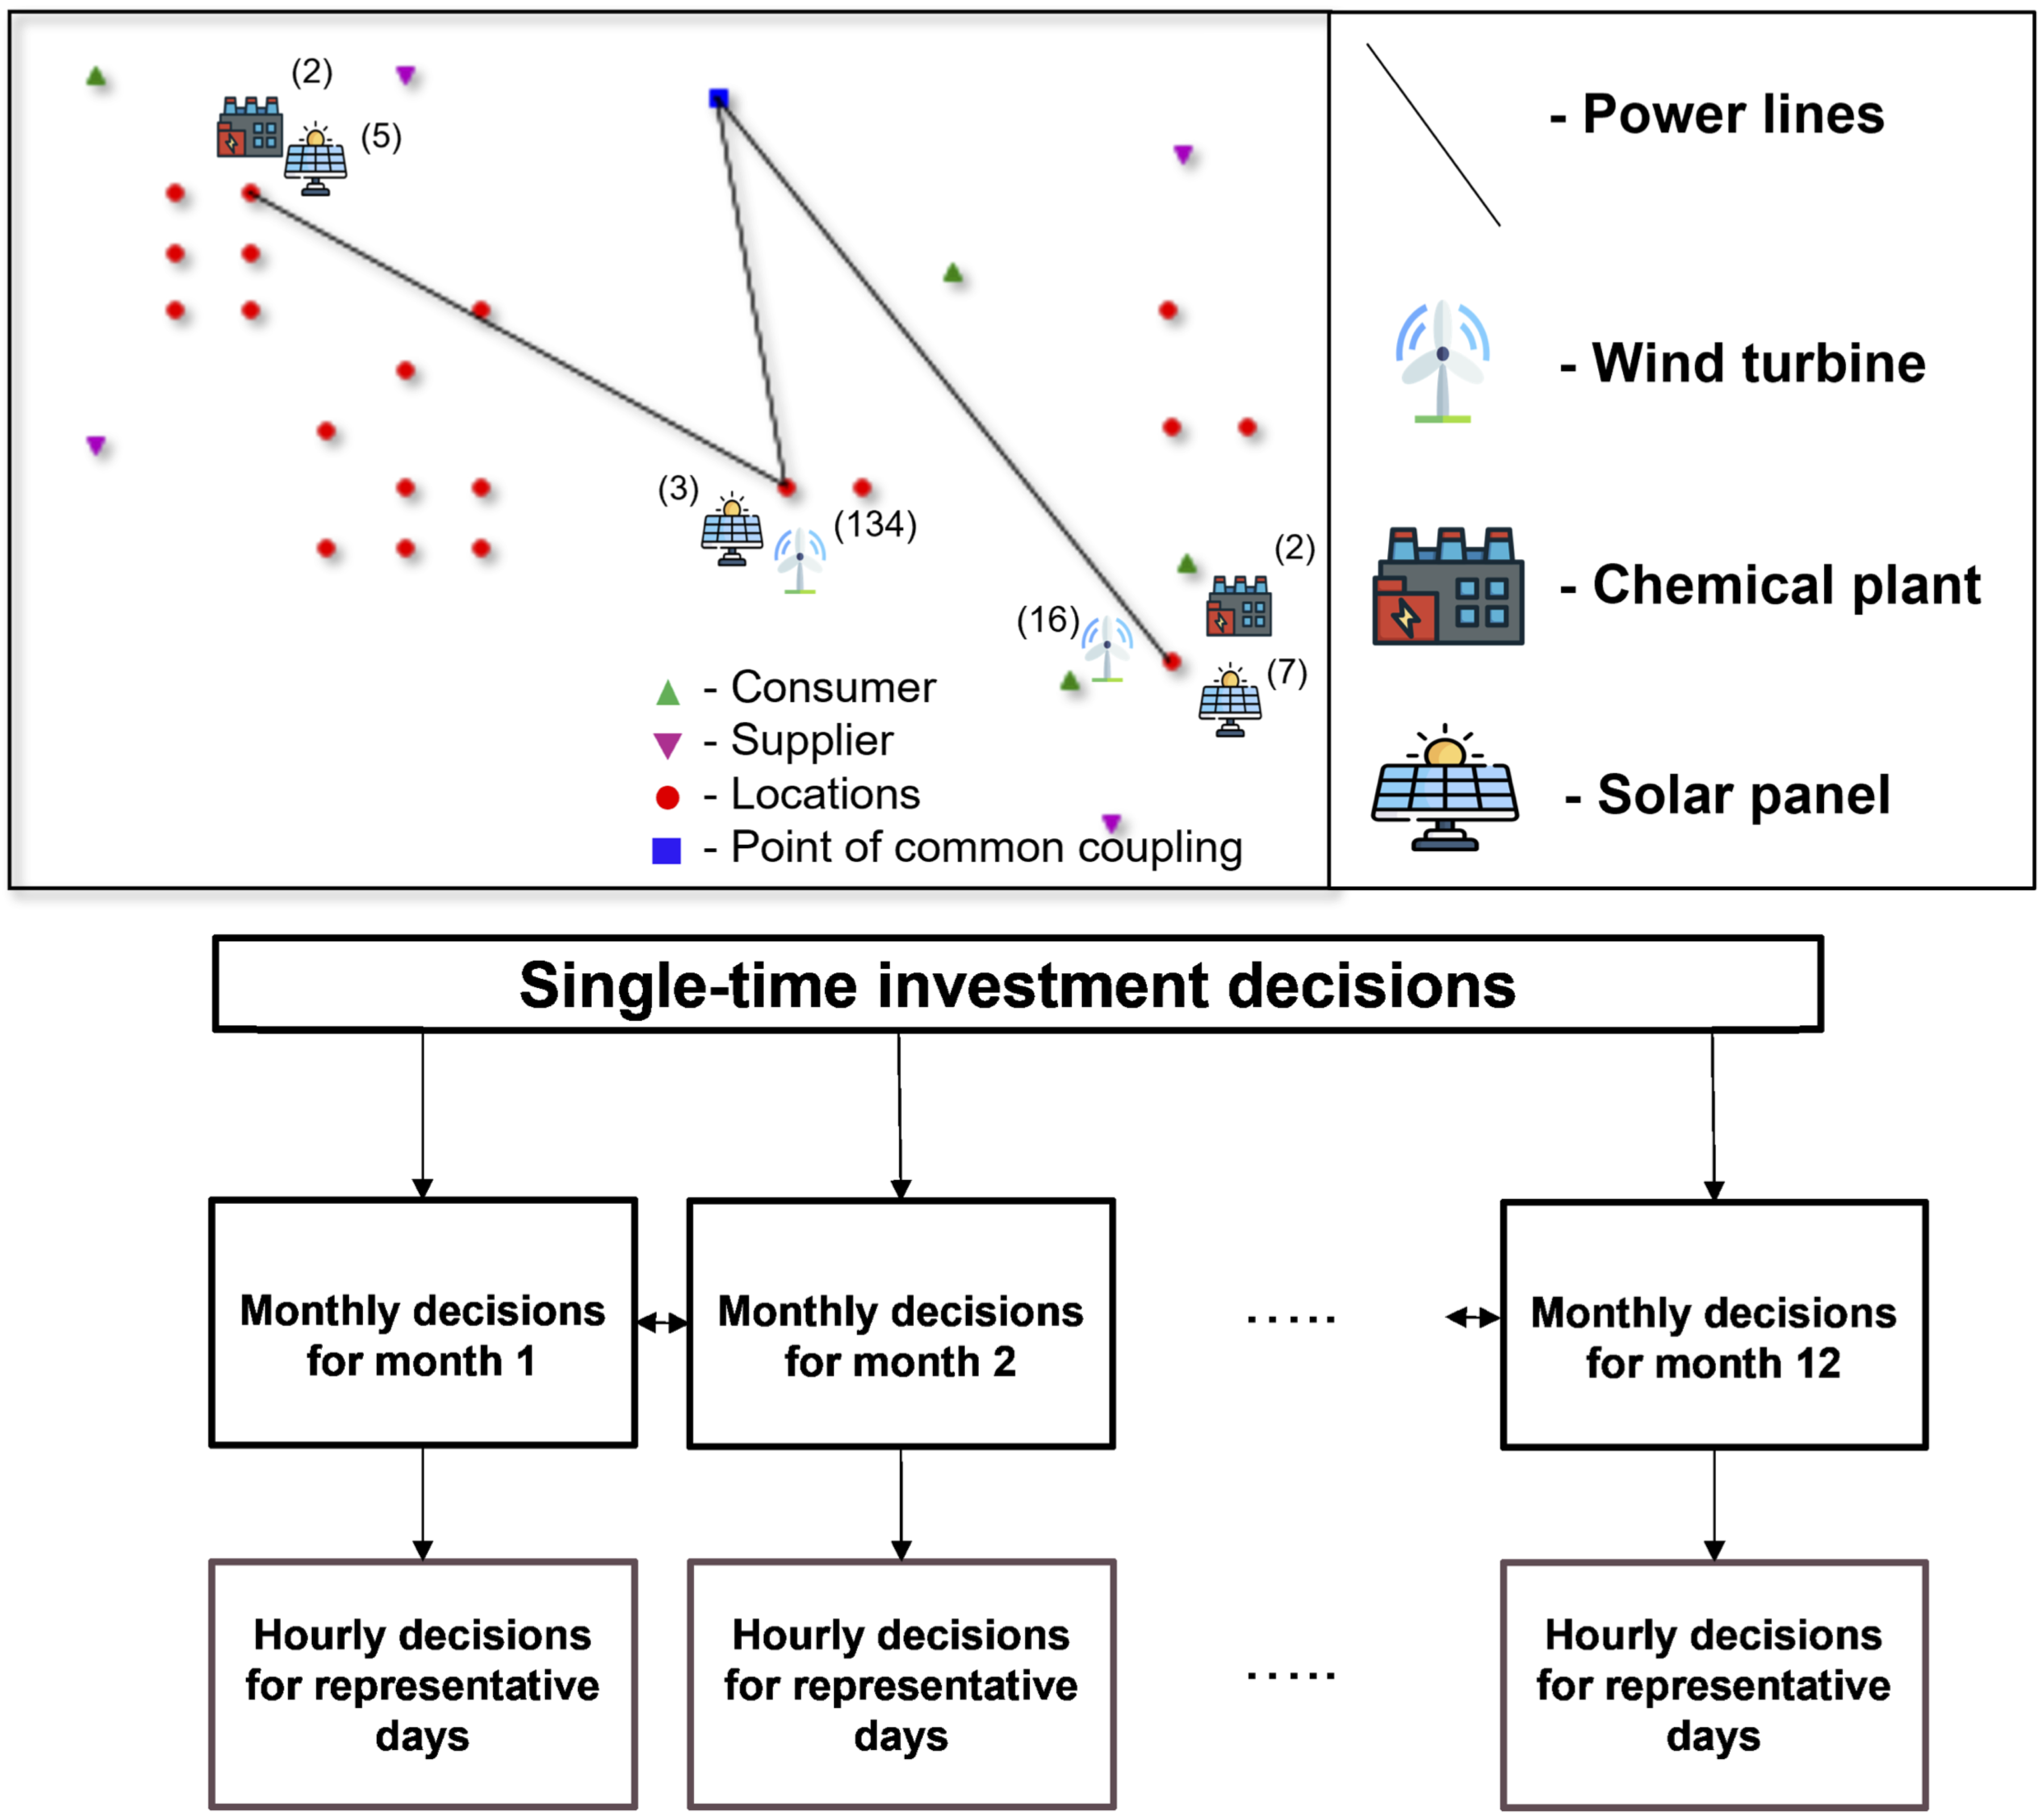 (2)
(5)
(3)
(134)
(2)
(16)
(7)
- Consumer
- Supplier
- Locations
- Point of common coupling
- Power lines
- Wind turbine
- Chemical plant
- Solar panel
Single-time investment decisions
Monthly decisions
for month 1
Monthly decisions
for month 2
.....
Monthly decisions
for month 12
Hourly decisions
for representative
days
Hourly decisions
for representative
days
.....
Hourly decisions
for representative
days